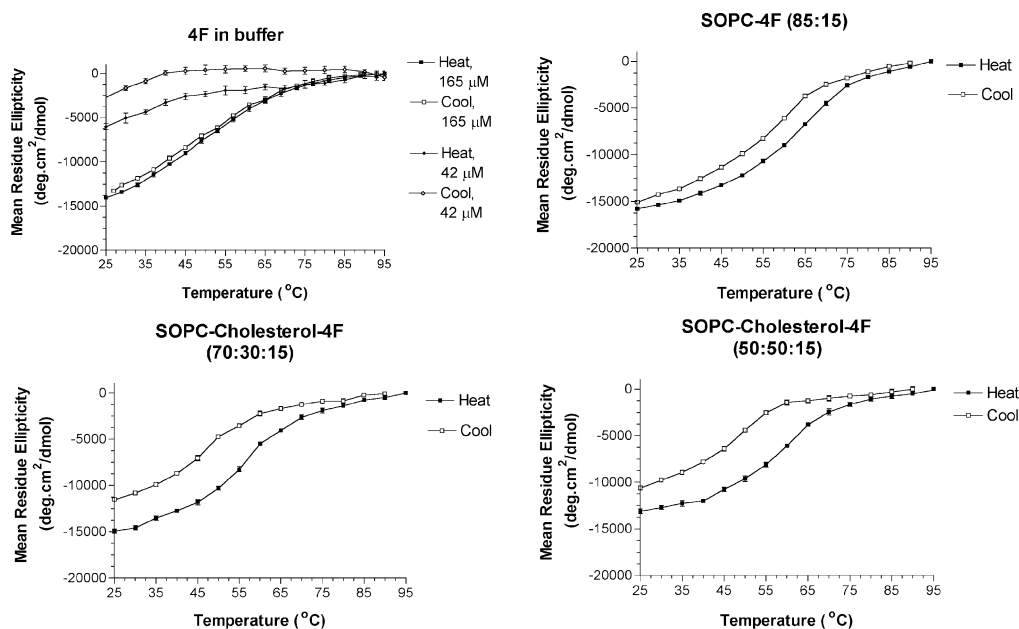 4F in buffer
Mean Residue Ellipticity
(deg.cm²/dmol)
0
-5000
-10000
-15000
-20000
25 35 45 55 65 75 85 95
Temperature (°C)
Heat,
165 µM
Cool,
165 µM
Heat,
42 µM
Cool,
42 µM
SOPC-4F (85:15)
Mean Residue Ellipticity
(deg.cm²/dmol)
0
-5000
-10000
-15000
-20000
25 35 45 55 65 75 85 95
Temperature (°C)
Heat
Cool
SOPC-Cholesterol-4F
(70:30:15)
Mean Residue Ellipticity
(deg.cm²/dmol)
0
-5000
-10000
-15000
-20000
25 35 45 55 65 75 85 95
Temperature (°C)
Heat
Cool
SOPC-Cholesterol-4F
(50:50:15)
Mean Residue Ellipticity
(deg.cm²/dmol)
0
-5000
-10000
-15000
-20000
25 35 45 55 65 75 85 95
Temperature (°C)
Heat
Cool